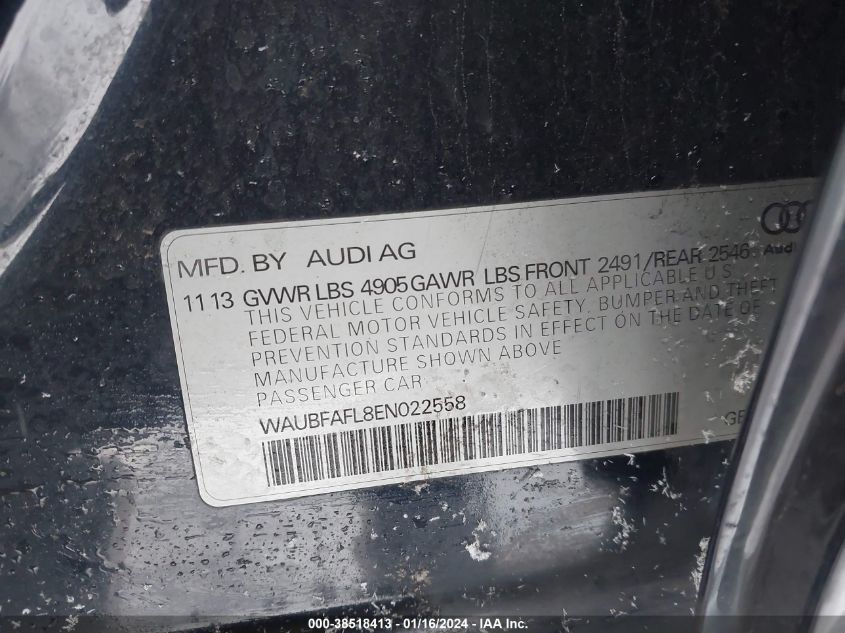 MFD. BY AUDI AG
Audi
11 13 GVWR LBS 4905 GAWR LBS FRONT 2491/REAR 2546
THIS VEHICLE CONFORMS TO ALL APPLICABLE U S
FEDERAL MOTOR VEHICLE SAFETY, BUMPER AND THEFT
PREVENTION STANDARDS IN EFFECT ON THE DATE OF
MANUFACTURE SHOWN ABOVE
PASSENGER CAR
WAUBFAFL8EN022558
000-38518413 - 01/16/2024 - IAA Inc.